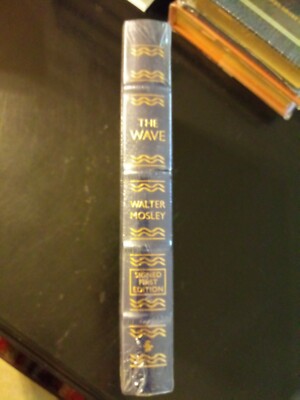 THE
WAVE
WALTER
MOSLEY
SIGNED
FIRST
EDITION